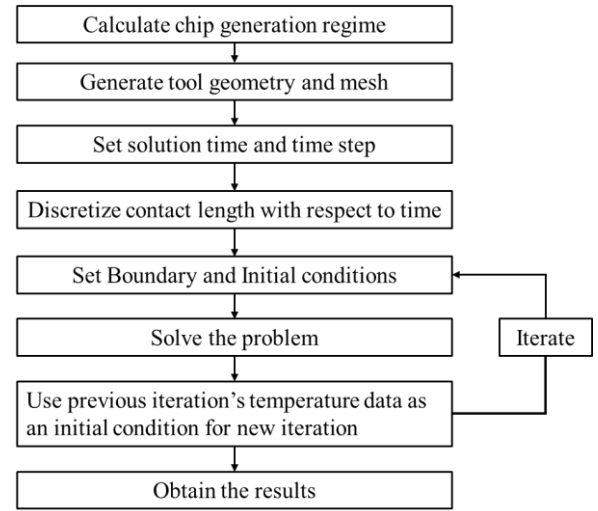 Calculate chip generation regime
Generate tool geometry and mesh
Set solution time and time step
Discretize contact length with respect to time
Set Boundary and Initial conditions
Solve the problem
Iterate
Use previous iteration’s temperature data as
an initial condition for new iteration
Obtain the results